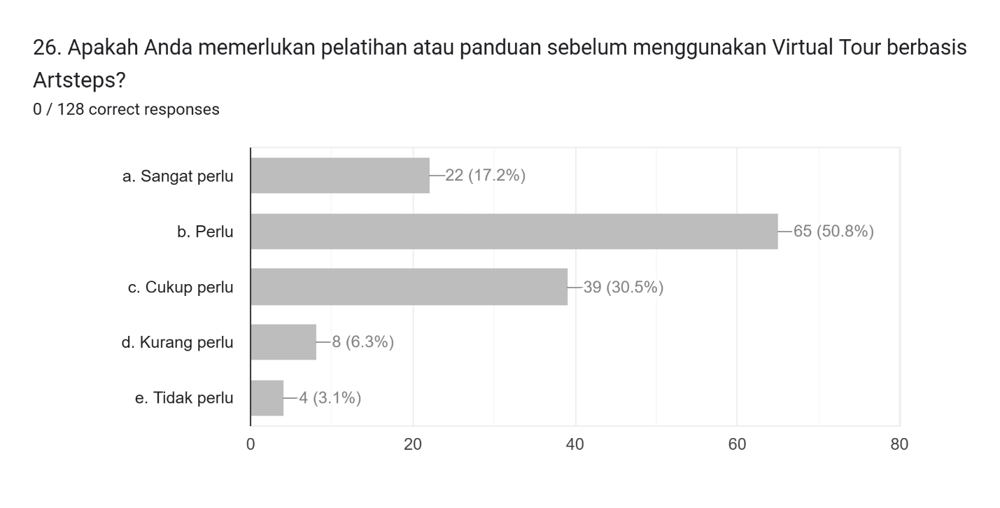 26. Apakah Anda memerlukan pelatihan atau panduan sebelum menggunakan Virtual Tour berbasis
Artsteps?
0 / 128 correct responses
a. Sangat perlu 22 (17.2%)
b. Perlu 65 (50.8%)
c. Cukup perlu 39 (30.5%)
d. Kurang perlu 8 (6.3%)
e. Tidak perlu 4 (3.1%)
0 20 40 60 80